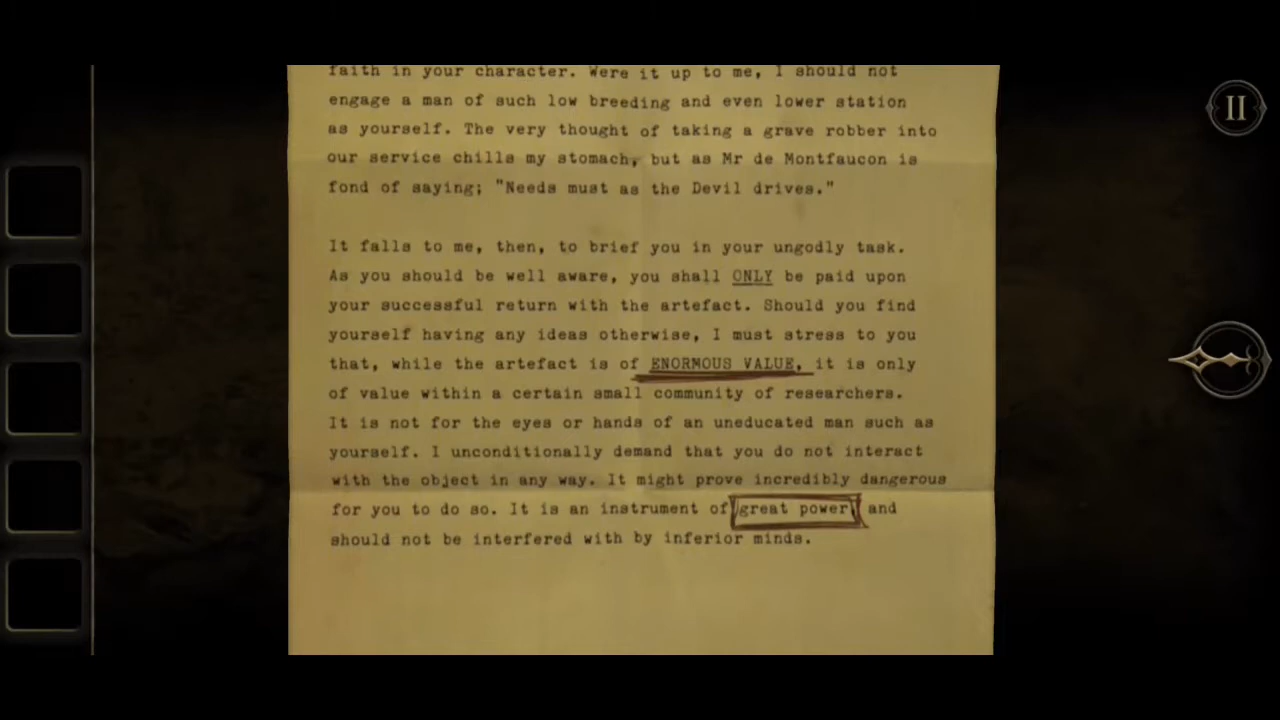 faith in your character. Were it up to me, I should not
engage a man of such low breeding and even lower station
as yourself. The very thought of taking a grave robber into
our service chills my stomach, but as Mr de Montfaucon is
fond of saying; "Needs must as the Devil drives."
It falls to me, then, to brief you in your ungodly task.
As you should be well aware, you shall ONLY be paid upon
your successful return with the artefact. Should you find
yourself having any ideas otherwise, I must stress to you
that, while the artefact is of ENORMOUS VALUE, it is only
of value within a certain small community of researchers.
It is not for the eyes or hands of an uneducated man such as
yourself. I unconditionally demand that you do not interact
with the object in any way. It might prove incredibly dangerous
for you to do so. It is an instrument of great power, and
should not be interfered with by inferior minds.
II